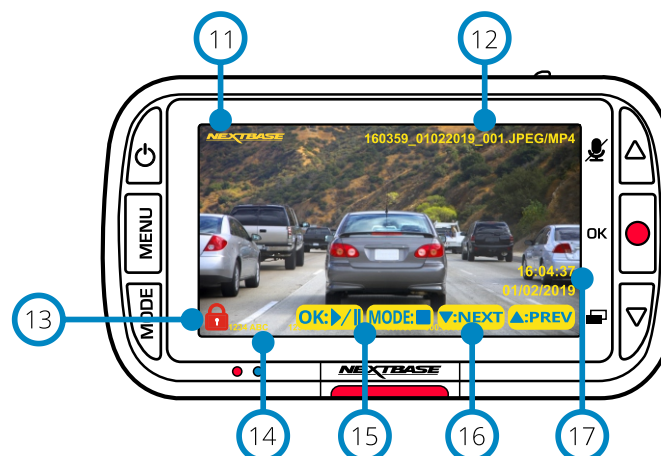 11
12
NEXTBASE
160359_01022019_001.JPEG/MP4
MENU
OK
16:04:37
01/02/2019
MODE
13
OK:▶/II MODE:■ ▼:NEXT ▲:PREV
NEXTBASE
14
15
16
17